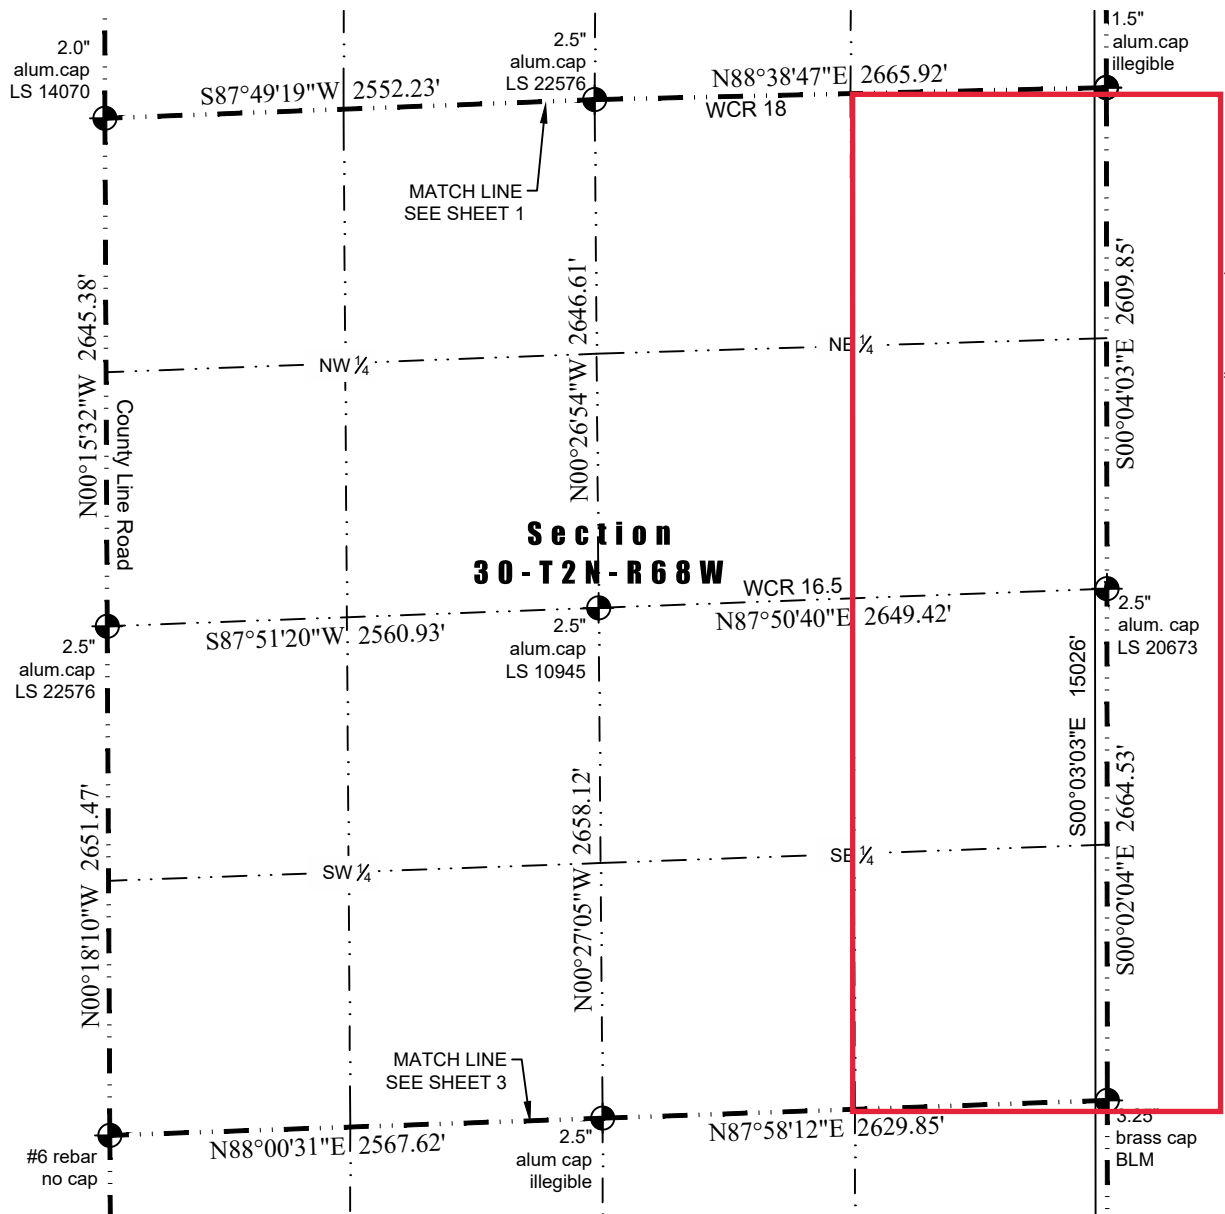 2.0"
alum.cap
LS 14070
S87°49'19"W 2552.23'
2.5"
alum.cap
LS 22576
N88°38'47"E 2665.92'
WCR 18
1.5"
alum.cap
illegible
MATCH LINE
SEE SHEET 1
N00°15'32"W 2645.38'
County Line Road
N00°26'54"W 2646.61'
S00°04'03"E 2609.85'
NW ¼
NE ¼
Section
30-T2N-R68W
WCR 16.5
S87°51'20"W 2560.93'
N87°50'40"E 2649.42'
2.5"
alum.cap
LS 22576
2.5"
alum.cap
LS 10945
2.5"
alum. cap
LS 20673
S00°03'03"E 15026'
N00°18'10"W 2651.47'
N00°27'05"W 2658.12'
S00°02'04"E 2664.53'
SW ¼
SE ¼
MATCH LINE
SEE SHEET 3
N88°00'31"E 2567.62'
N87°58'12"E 2629.85'
#6 rebar
no cap
2.5"
alum cap
illegible
3.25"
brass cap
BLM